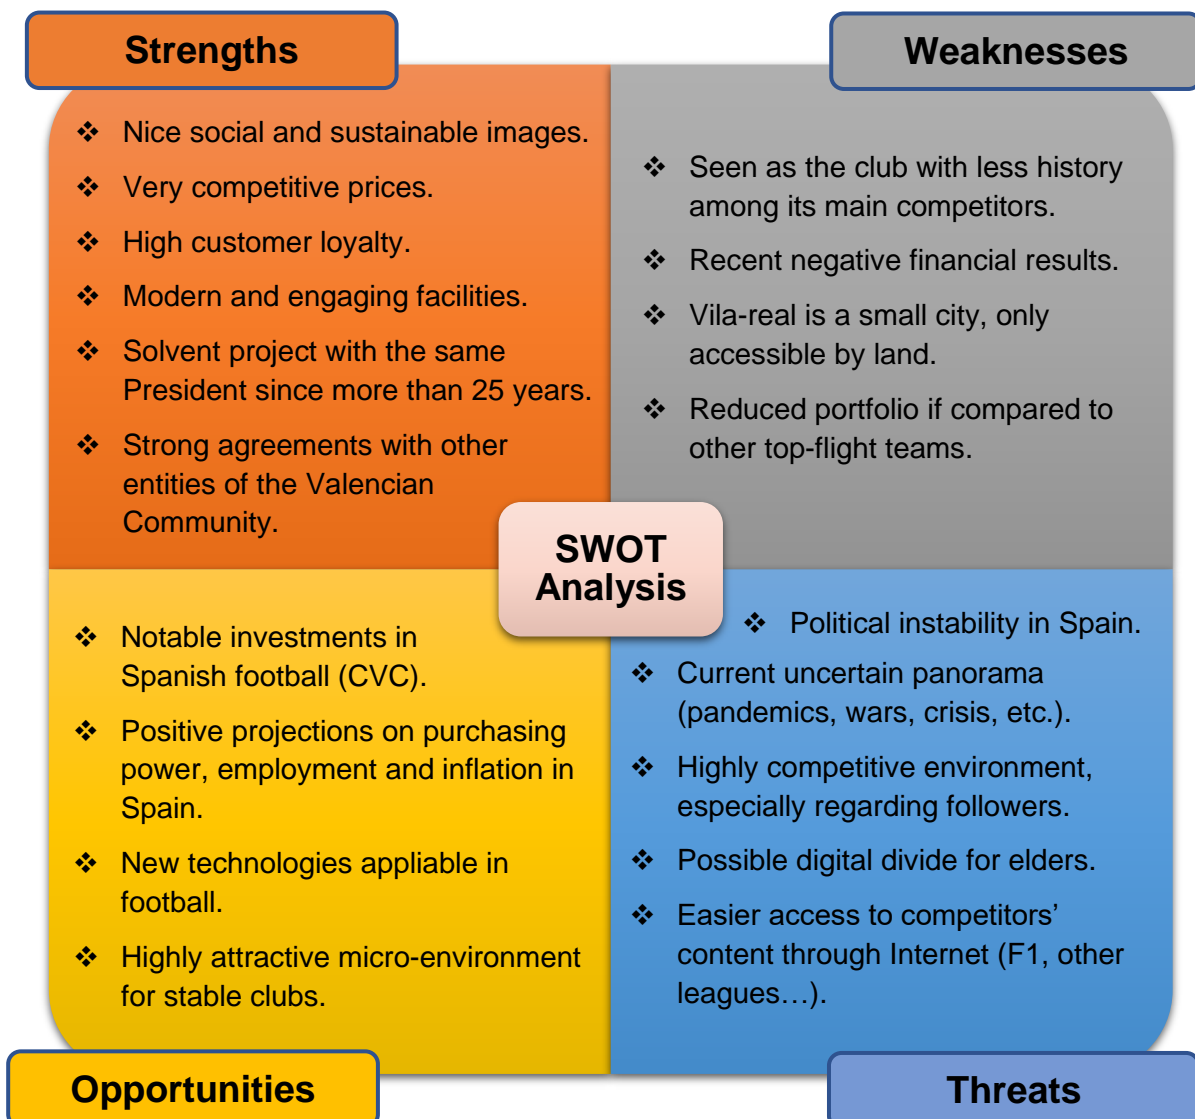 Strengths
❖ Nice social and sustainable images.
❖ Very competitive prices.
❖ High customer loyalty.
❖ Modern and engaging facilities.
❖ Solvent project with the same
President since more than 25 years.
❖ Strong agreements with other
entities of the Valencian
Community.
Weaknesses
❖ Seen as the club with less history
among its main competitors.
❖ Recent negative financial results.
❖ Vila-real is a small city, only
accessible by land.
❖ Reduced portfolio if compared to
other top-flight teams.
SWOT
Analysis
❖ Notable investments in
Spanish football (CVC).
❖ Positive projections on purchasing
power, employment and inflation in
Spain.
❖ New technologies appliable in
football.
❖ Highly attractive micro-environment
for stable clubs.
Opportunities
❖ Political instability in Spain.
❖ Current uncertain panorama
(pandemics, wars, crisis, etc.).
❖ Highly competitive environment,
especially regarding followers.
❖ Possible digital divide for elders.
❖ Easier access to competitors’
content through Internet (F1, other
leagues…).
Threats